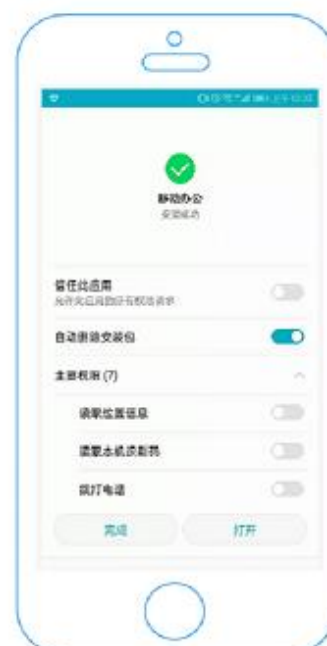 移动办公
安装成功
信任此应用
允许此应用的所有权限请求
自动删除安装包
主要权限 (7)
读取位置信息
读取本机识别码
拨打电话
完成
打开